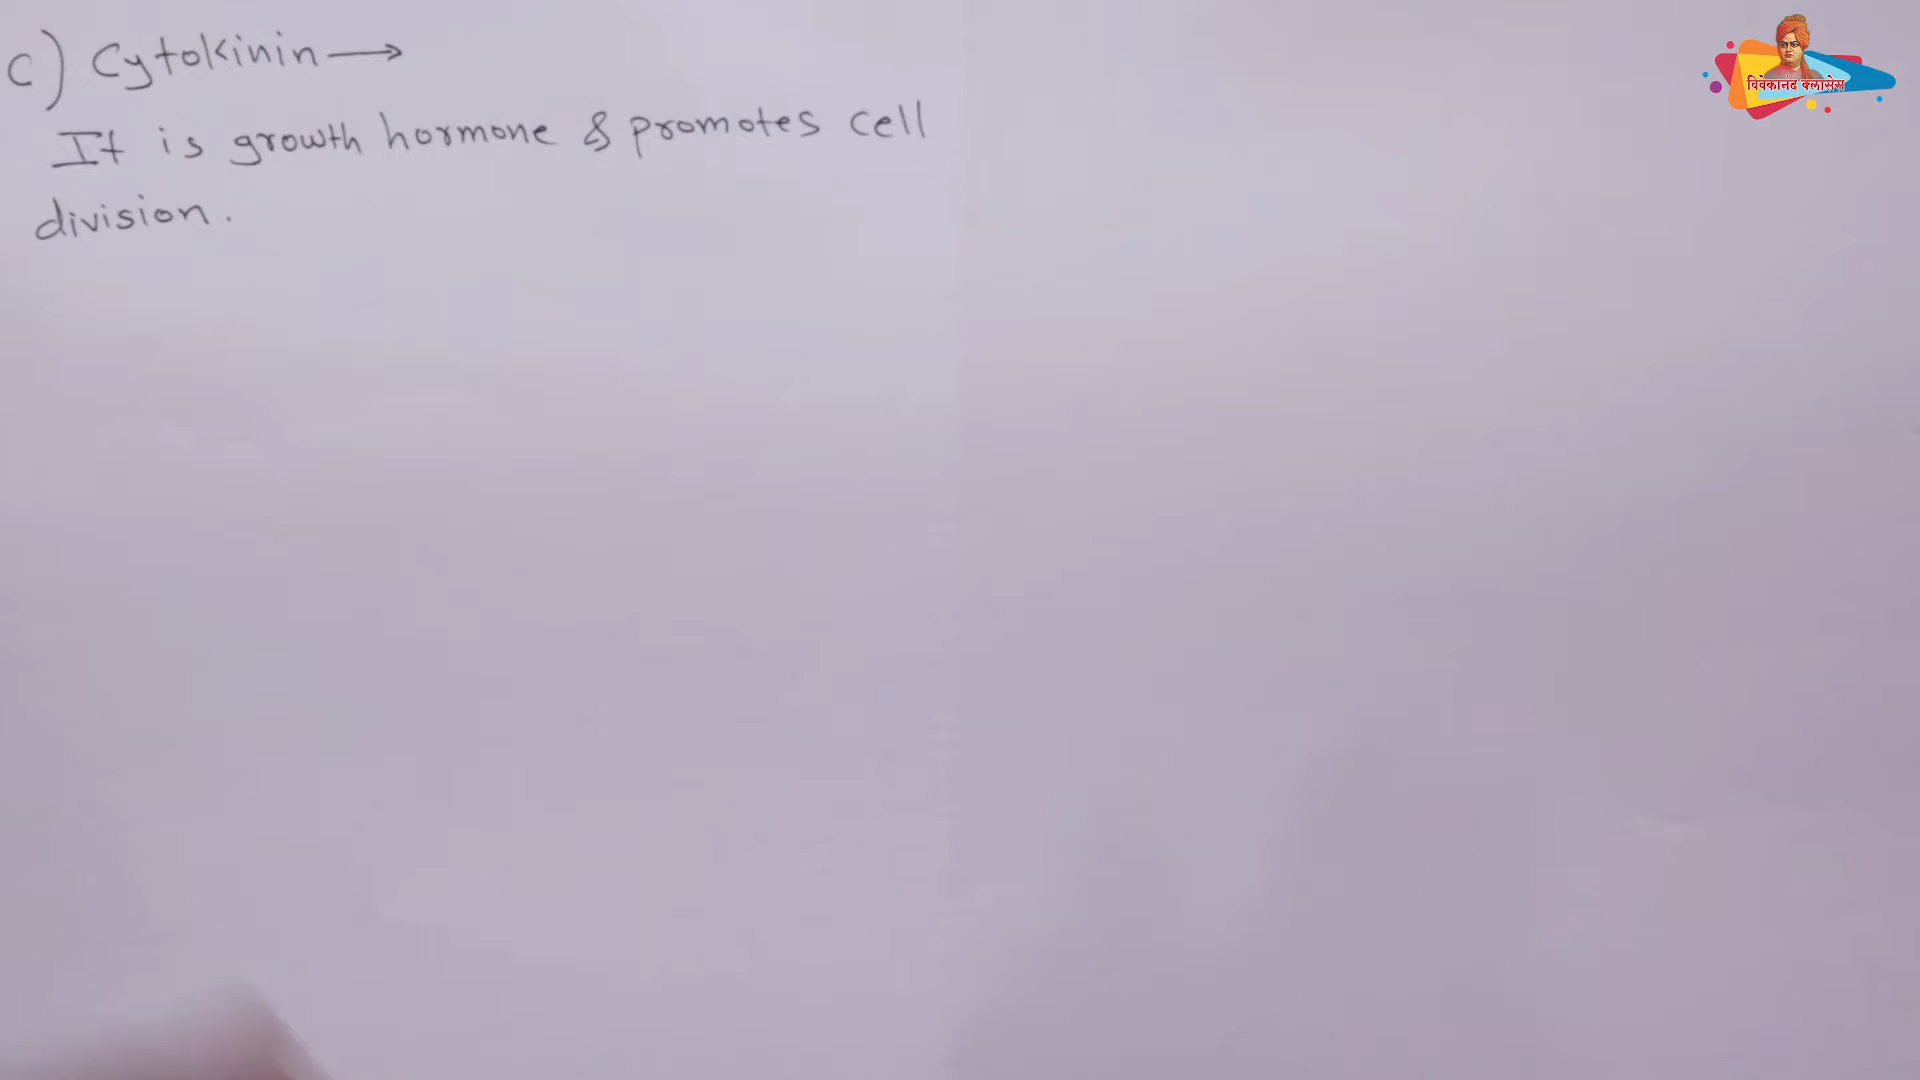 c) Cytokinin →
It is growth hormone & promotes cell
division.
विवेकानंद क्लासेस